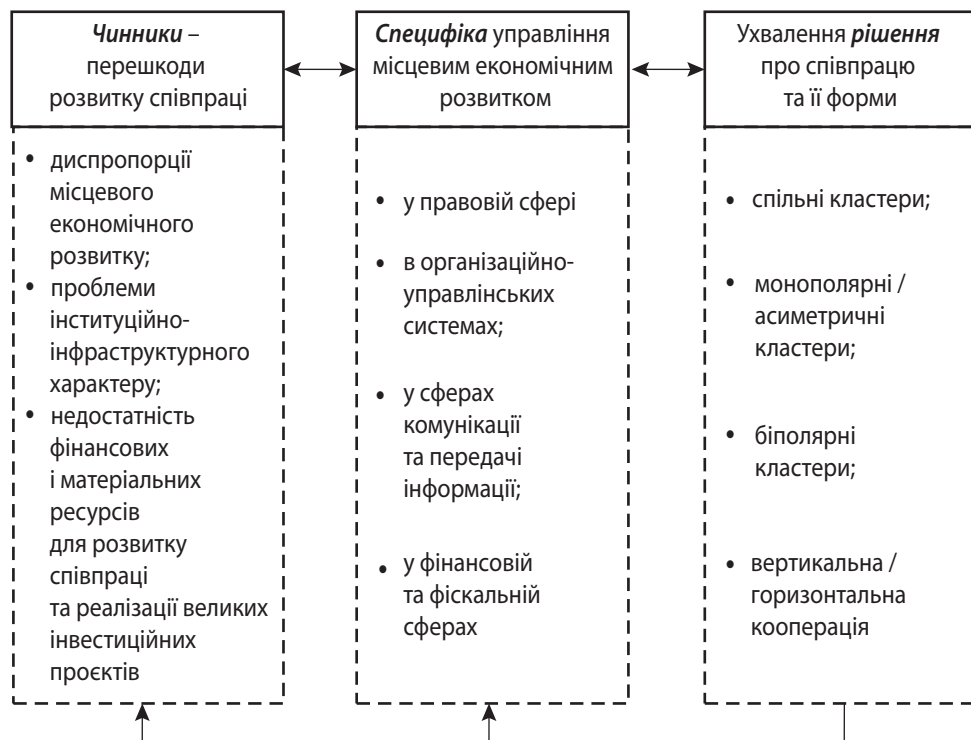 Чинники –
перешкоди
розвитку співпраці
• диспропорції
місцевого
економічного
розвитку;
• проблеми
інституційно-
інфраструктурного
характеру;
• недостатність
фінансових
і матеріальних
ресурсів
для розвитку
співпраці
та реалізації великих
інвестиційних
проєктів
Специфіка управління
місцевим економічним
розвитком
• у правовій сфері
• в організаційно-
управлінських
системах;
• у сферах
комунікації
та передачі
інформації;
• у фінансовій
та фіскальній
сферах
Ухвалення рішення
про співпрацю
та її форми
• спільні кластери;
• монополярні /
асиметричні
кластери;
• біполярні
кластери;
• вертикальна /
горизонтальна
кооперація